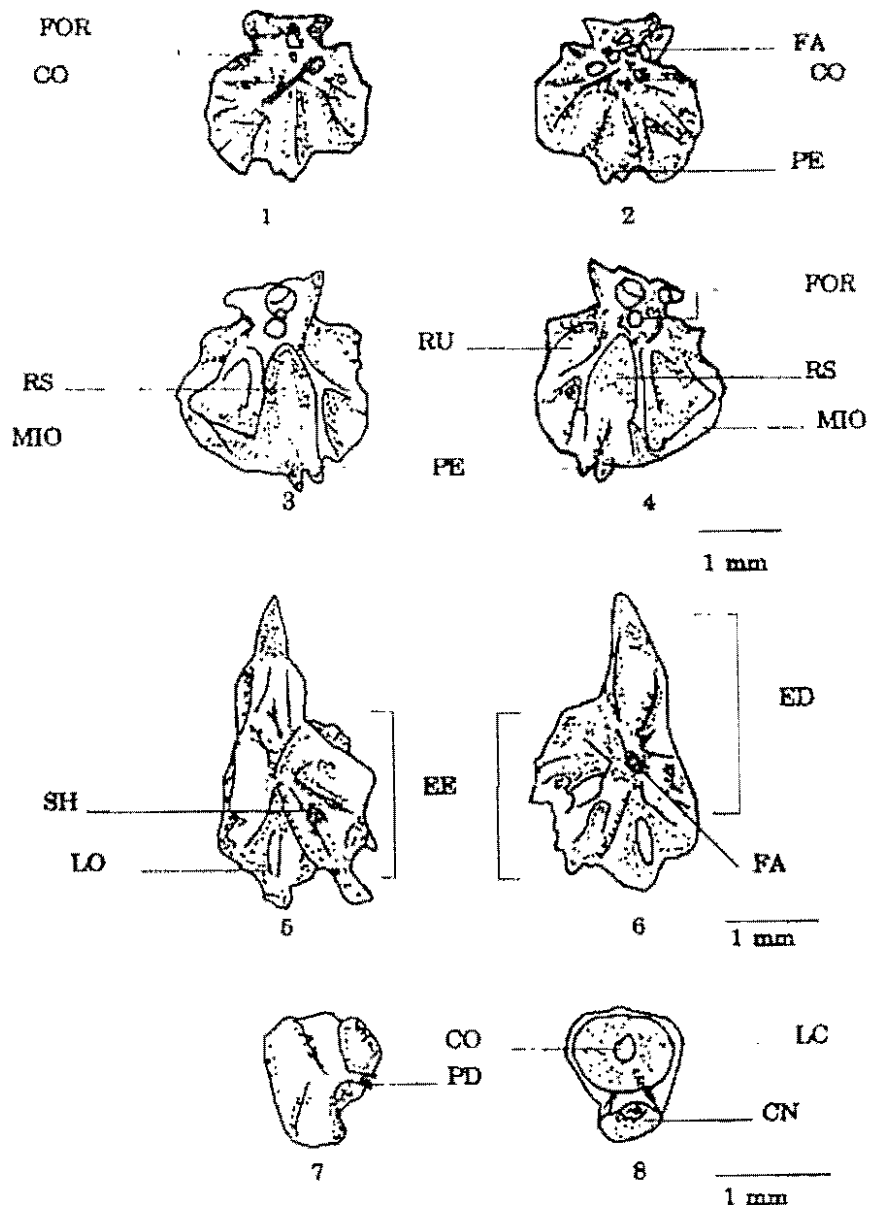 FOR FA
CO CO
PE
1 2
FOR
RU
RS RS
MIO MIO
PE
3 4
1 mm
ED
EE
SH
LO FA
5 6
1 mm
CO LC
PD
CN
7 8
1 mm